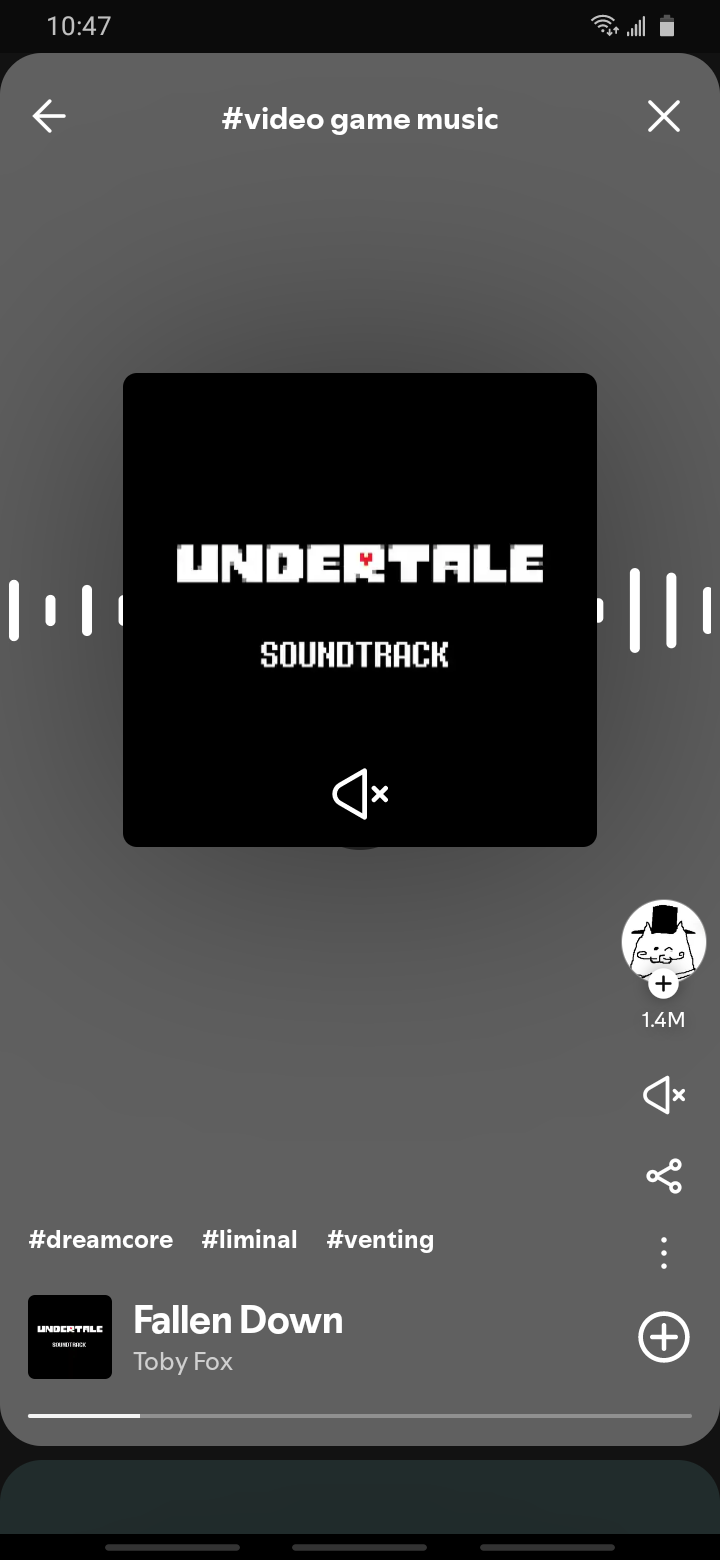 10:47
#video game music
UNDERTALE
SOUNDTRACK
1.4M
#dreamcore #liminal #venting
UNDERTALE
SOUNDTRACK
Fallen Down
Toby Fox